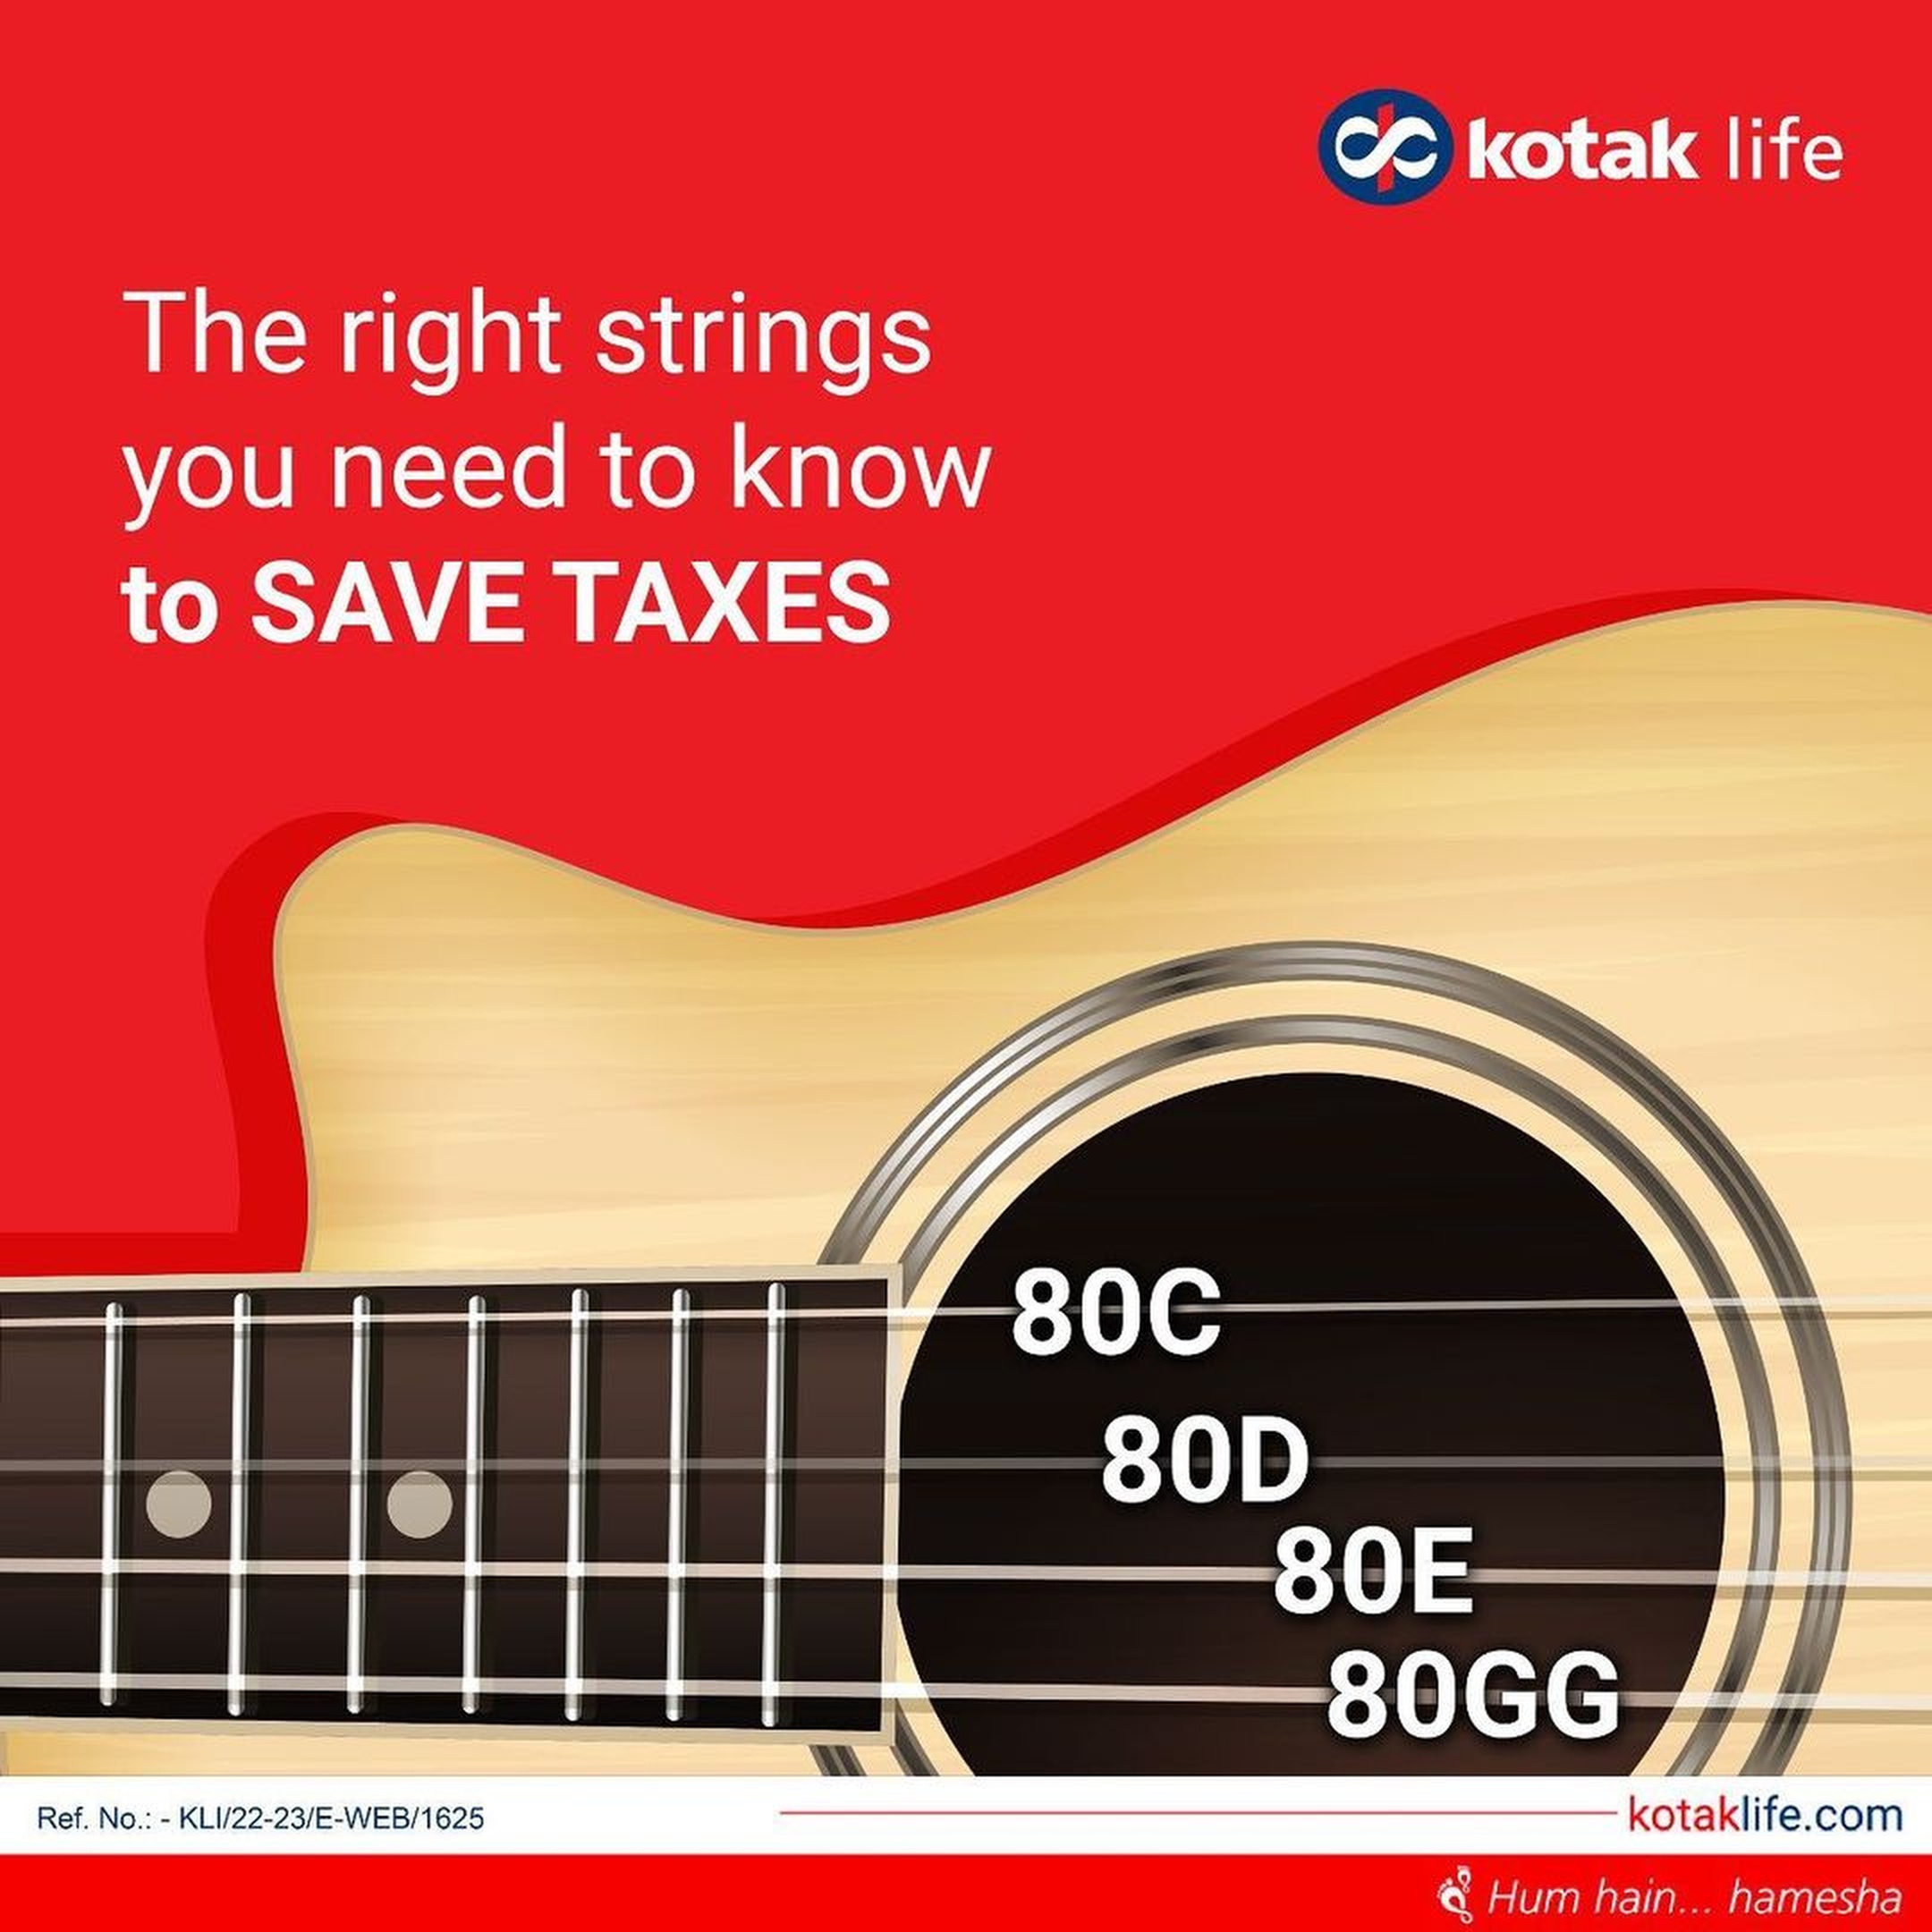 kotak life
The right strings
you need to know
to SAVE TAXES
80C
80D
80E
80GG
Ref. No.: - KLI/22-23/E-WEB/1625
kotaklife.com
Hum hain... hamesha